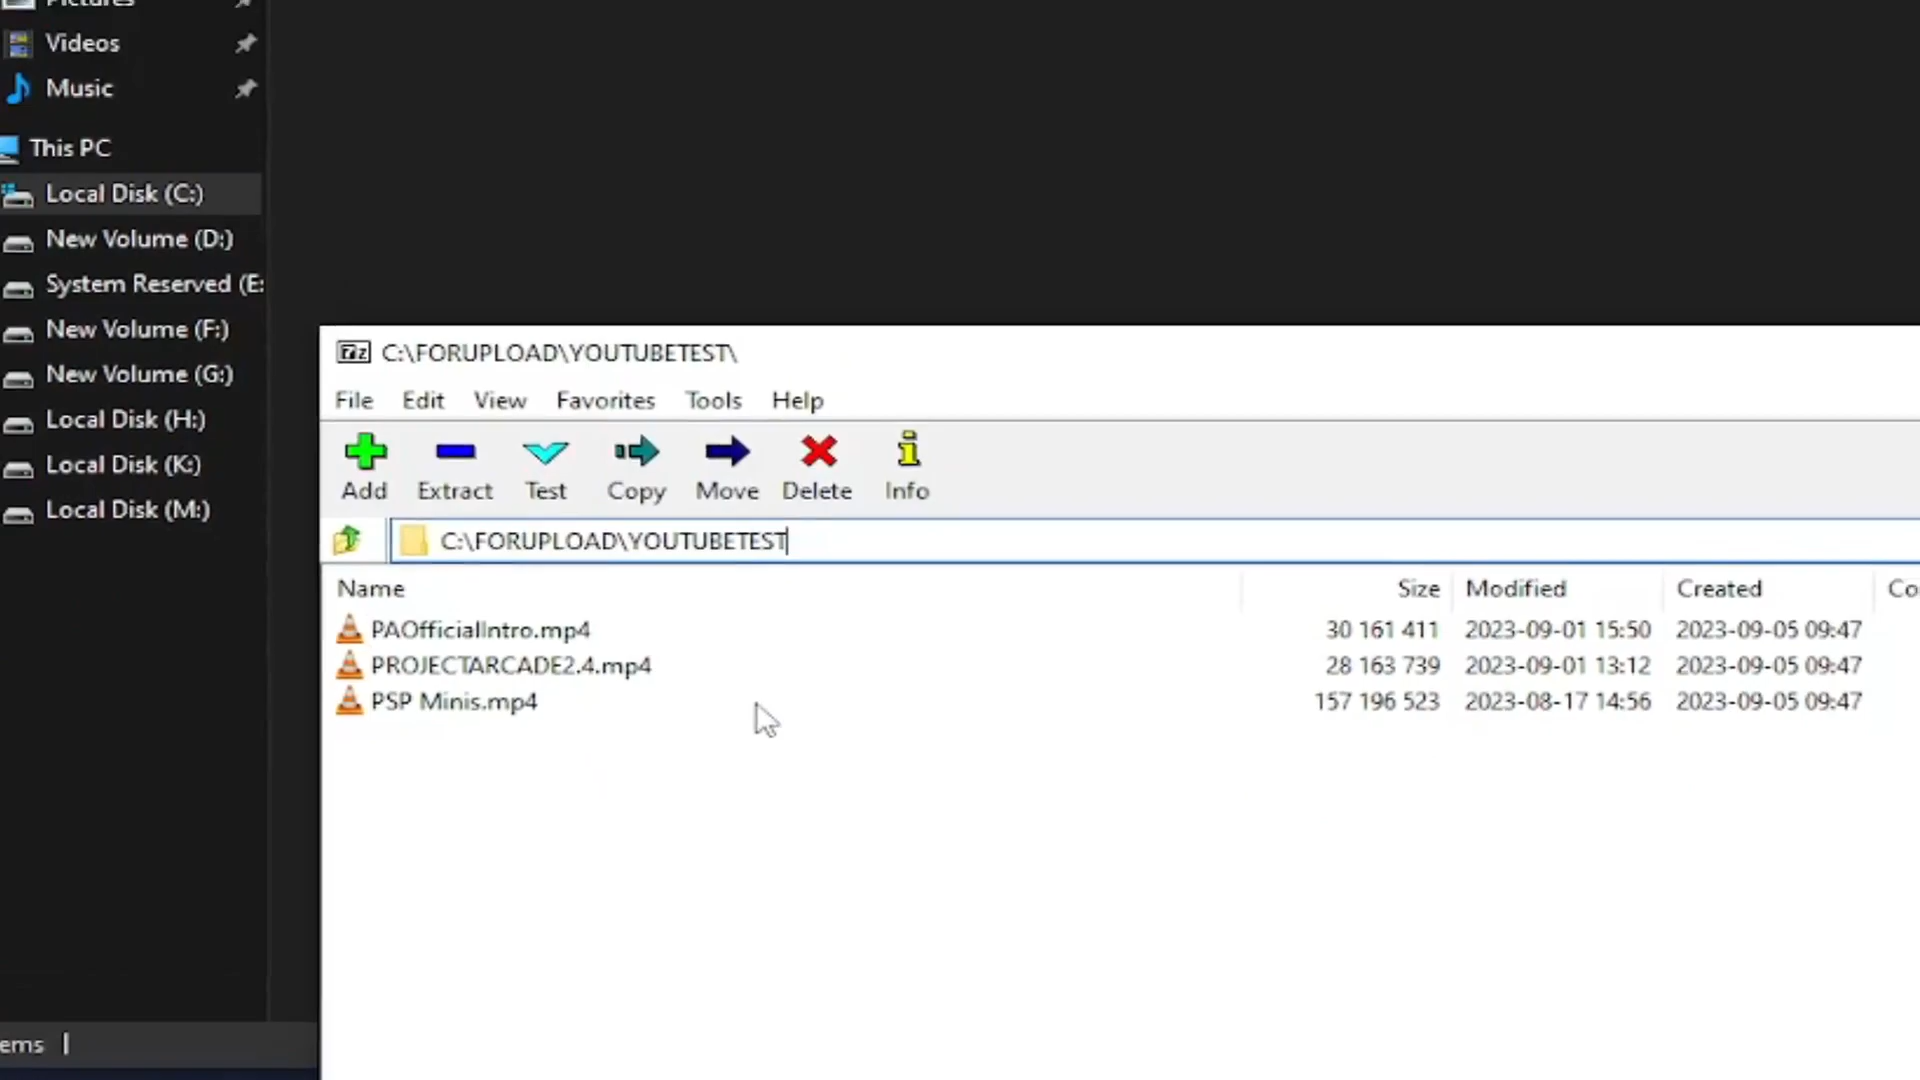 Pictures
Videos
Music
This PC
Local Disk (C:)
New Volume (D:)
System Reserved (E:
New Volume (F:)
New Volume (G:)
Local Disk (H:)
Local Disk (K:)
Local Disk (M:)
ems
C:\FORUPLOAD\YOUTUBETEST\
File Edit View Favorites Tools Help
Add Extract Test Copy Move Delete Info
C:\FORUPLOAD\YOUTUBETEST
Name Size Modified Created Co
PAOfficialIntro.mp4 30 161 411 2023-09-01 15:50 2023-09-05 09:47
PROJECTARCADE2.4.mp4 28 163 739 2023-09-01 13:12 2023-09-05 09:47
PSP Minis.mp4 157 196 523 2023-08-17 14:56 2023-09-05 09:47